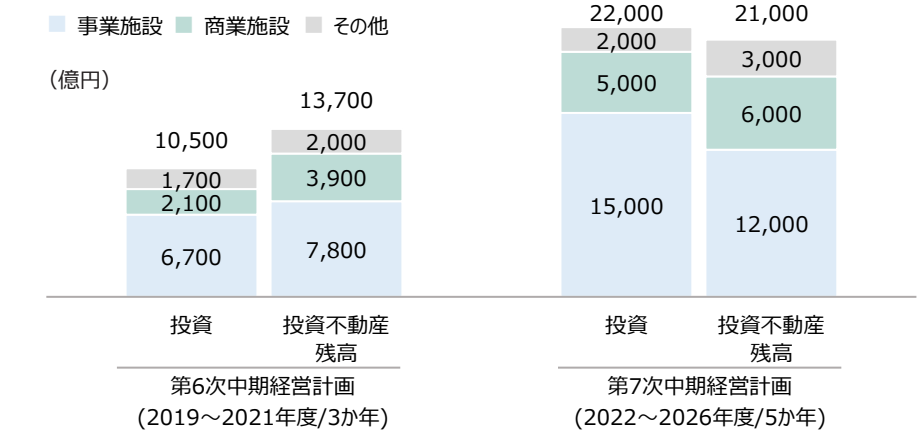 事業施設 商業施設 その他
（億円）
10,500
1,700
2,100
6,700
13,700
2,000
3,900
7,800
22,000
2,000
5,000
15,000
21,000
3,000
6,000
12,000
投資
投資不動産
残高
第6次中期経営計画
(2019～2021年度/3か年)
投資
投資不動産
残高
第7次中期経営計画
(2022～2026年度/5か年)